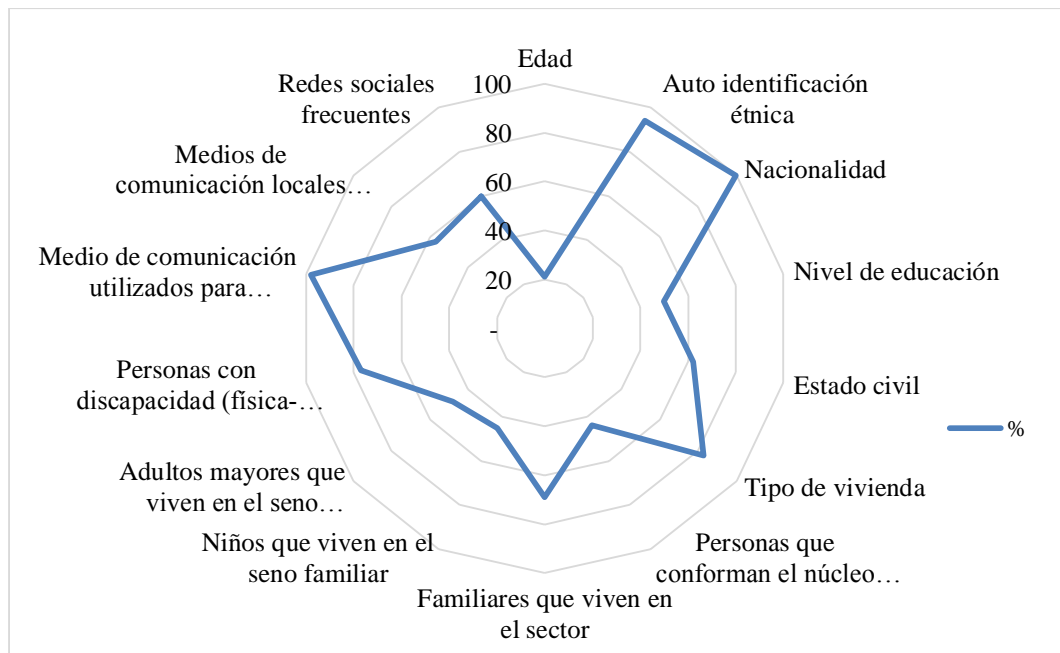 Edad
Auto identificación
étnica
Nacionalidad
Nivel de educación
Estado civil
Tipo de vivienda
Personas que
conforman el núcleo…
Familiares que viven en
el sector
Niños que viven en el
seno familiar
Adultos mayores que
viven en el seno…
Personas con
discapacidad (física-…
Medio de comunicación
utilizados para…
Medios de
comunicación locales…
Redes sociales
frecuentes
100
80
60
40
20
-
%